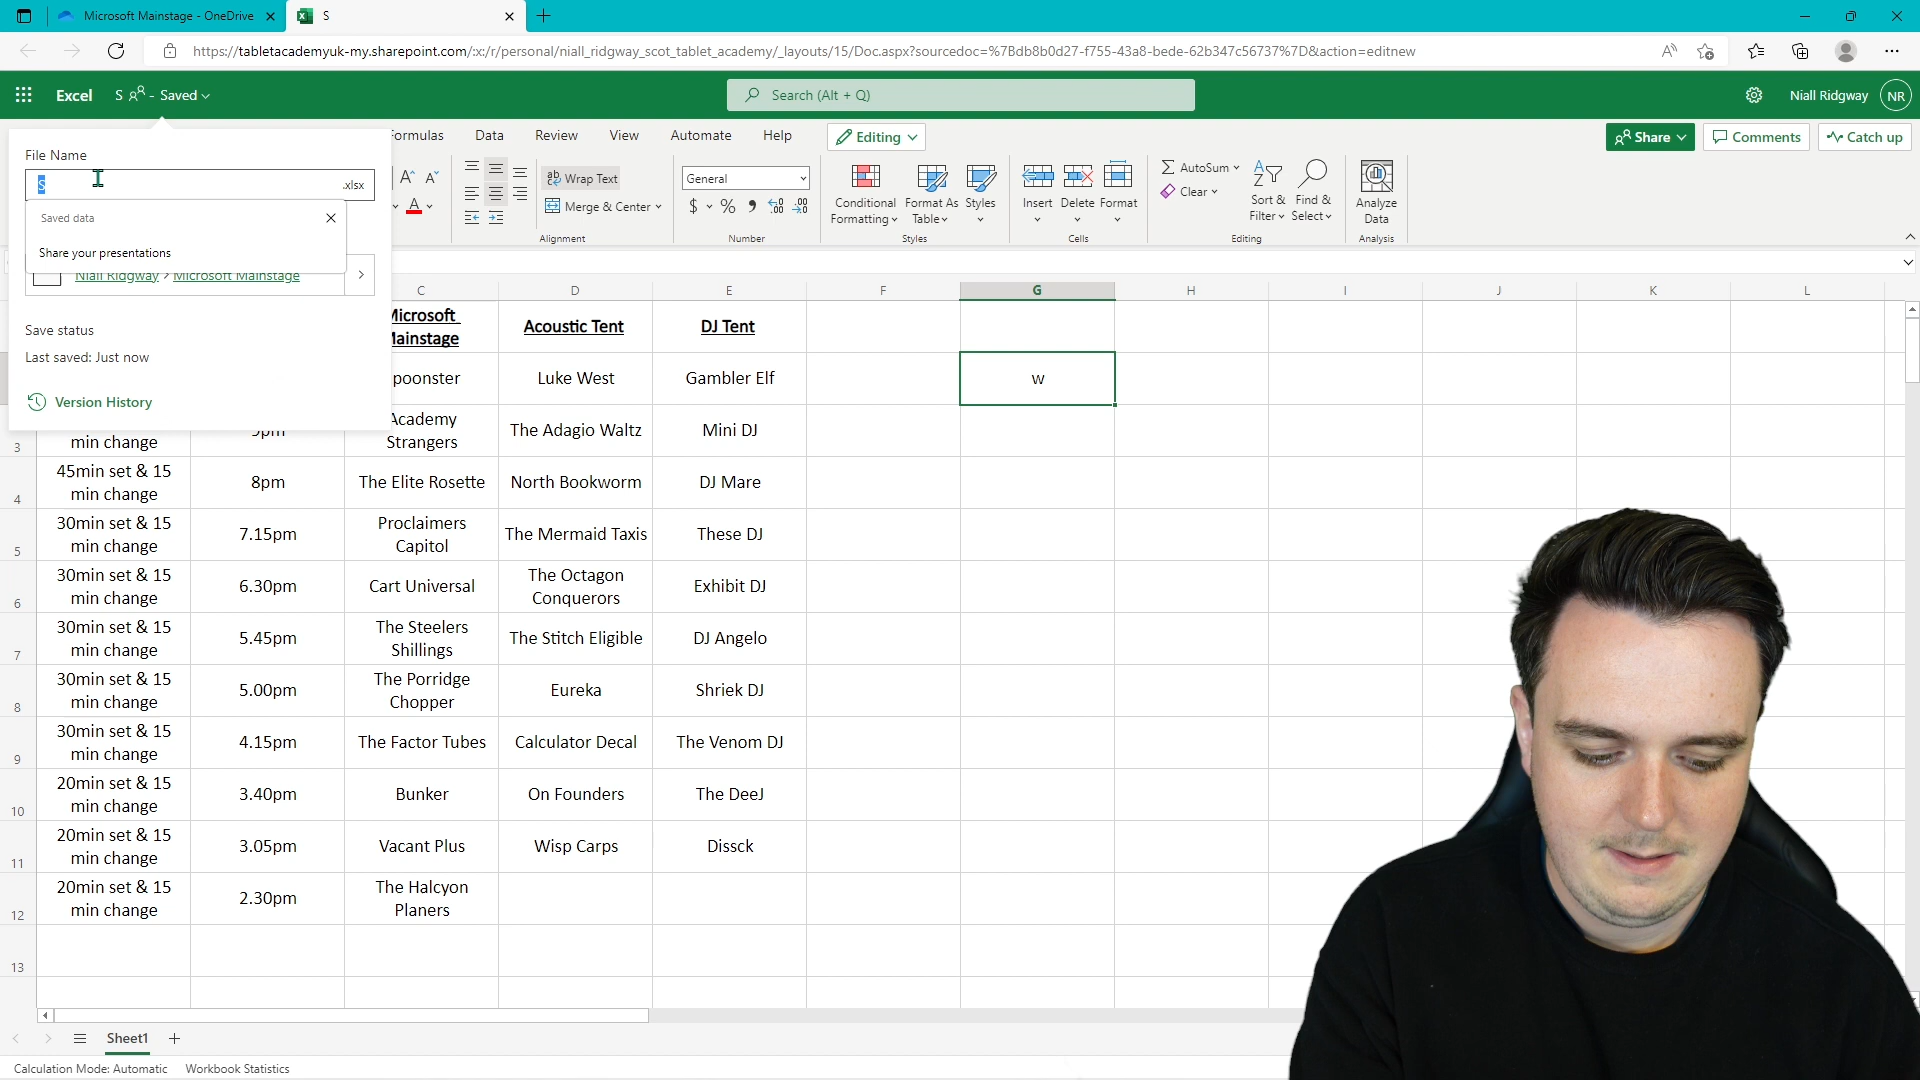 Microsoft Mainstage - OneDrive
S
https://tabletacademyuk-my.sharepoint.com/:x:/r/personal/niall_ridgway_scot_tablet_academy/_layouts/15/Doc.aspx?sourcedoc=%7Bdb8b0d27-f755-43a8-bede-62b347c56737%7D&action=editnew
Excel S - Saved
Search (Alt + Q)
Niall Ridgway NR
ormulas Data Review View Automate Help Editing
Share Comments Catch up
File Name
S .xlsx
Saved data
Share your presentations
Niall Ridgway > Microsoft Mainstage
Save status
Last saved: Just now
Version History
A A
A
Wrap Text
Merge & Center
Alignment
General
$ % 9
Number
Conditional Formatting
Format As Table
Styles
Styles
Insert Delete Format
Cells
AutoSum
Clear
Sort & Filter
Find & Select
Editing
Analyze Data
Analysis
C D E F G H I J K L
Microsoft Mainstage Acoustic Tent DJ Tent
poonster Luke West Gambler Elf w
3 min change 9pm Academy Strangers The Adagio Waltz Mini DJ
4 45min set & 15 min change 8pm The Elite Rosette North Bookworm DJ Mare
5 30min set & 15 min change 7.15pm Proclaimers Capitol The Mermaid Taxis These DJ
6 30min set & 15 min change 6.30pm Cart Universal The Octagon Conquerors Exhibit DJ
7 30min set & 15 min change 5.45pm The Steelers Shillings The Stitch Eligible DJ Angelo
8 30min set & 15 min change 5.00pm The Porridge Chopper Eureka Shriek DJ
9 30min set & 15 min change 4.15pm The Factor Tubes Calculator Decal The Venom DJ
10 20min set & 15 min change 3.40pm Bunker On Founders The DeeJ
11 20min set & 15 min change 3.05pm Vacant Plus Wisp Carps Dissck
12 20min set & 15 min change 2.30pm The Halcyon Planers
13
Sheet1
Calculation Mode: Automatic Workbook Statistics